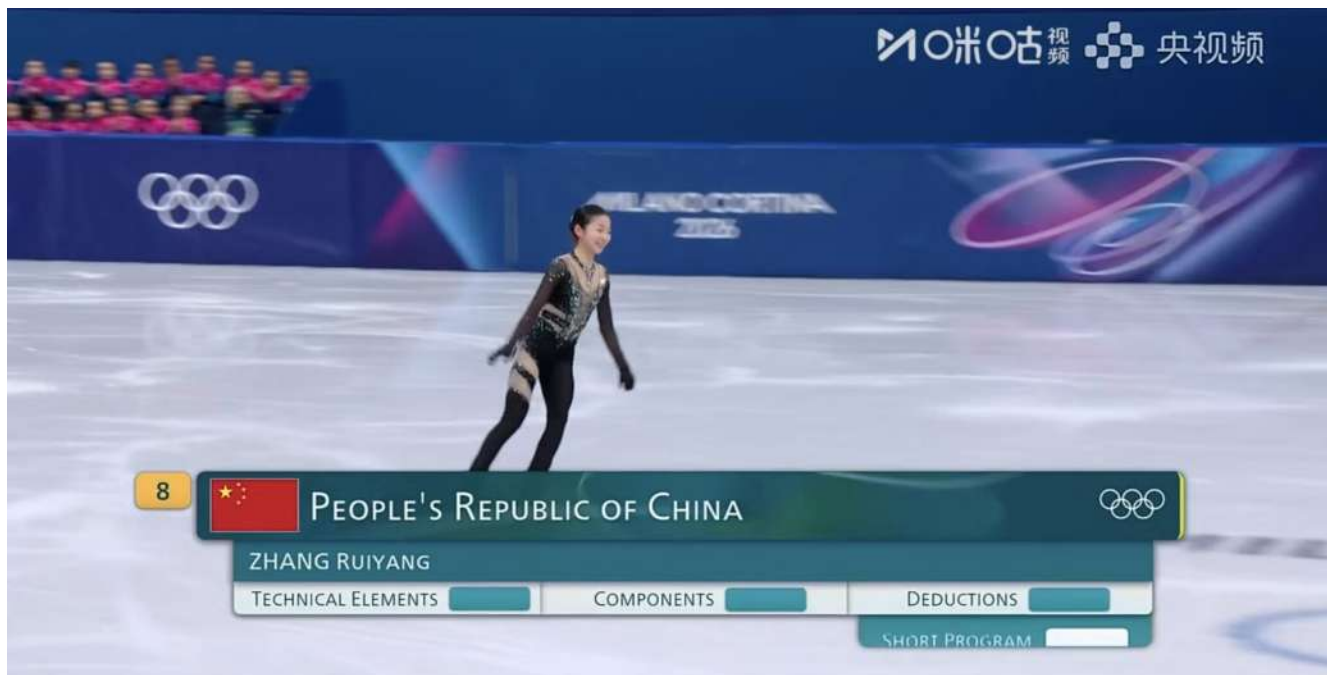 咪咕视频 央视频
MILANO CORTINA
2026
8 PEOPLE'S REPUBLIC OF CHINA
ZHANG RUIYANG
TECHNICAL ELEMENTS COMPONENTS DEDUCTIONS
SHORT PROGRAM